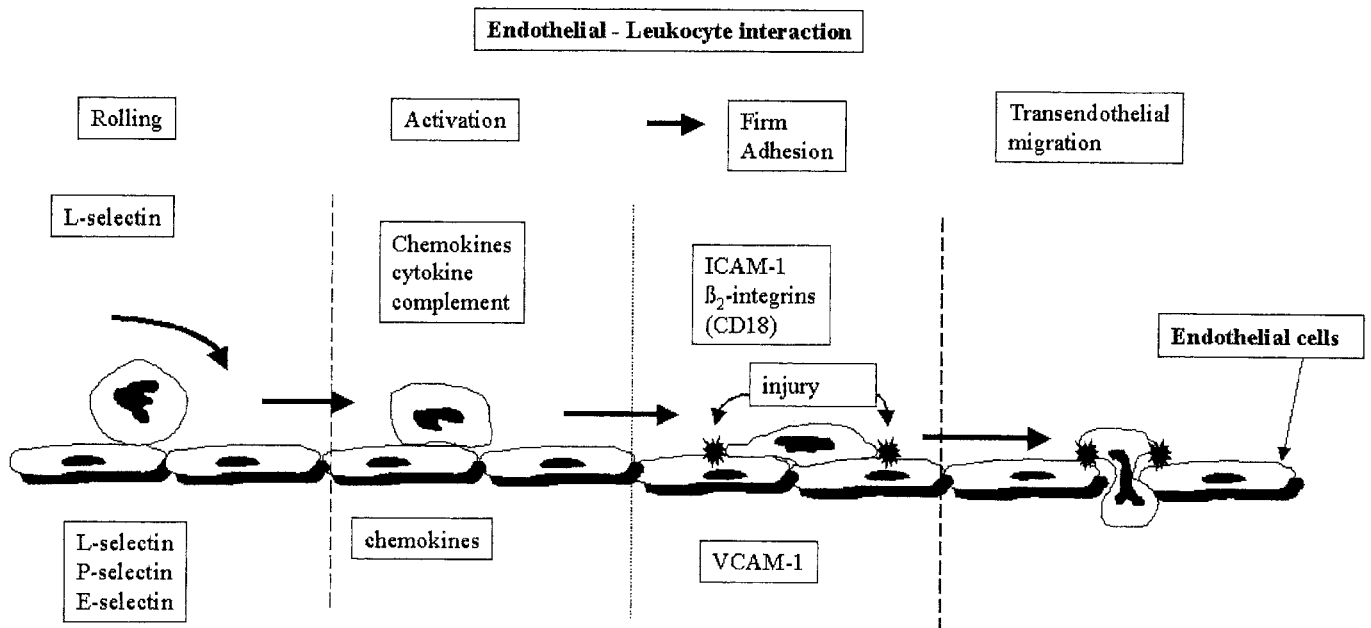 Endothelial - Leukocyte interaction
Rolling
Activation
Firm
Adhesion
Transendothelial
migration
L-selectin
Chemokines
cytokine
complement
ICAM-1
ß₂-integrins
(CD18)
Endothelial cells
injury
L-selectin
P-selectin
E-selectin
chemokines
VCAM-1